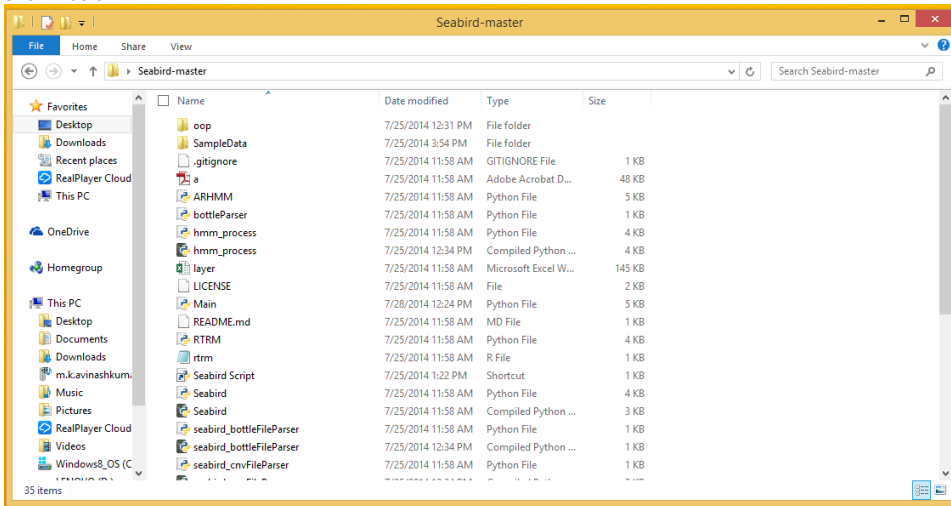 Seabird-master
File Home Share View
Seabird-master
Search Seabird-master
Name Date modified Type Size
Favorites
Desktop
Downloads
Recent places
RealPlayer Cloud
This PC
OneDrive
Homegroup
This PC
Desktop
Documents
Downloads
m.k.avinashkum
Music
Pictures
RealPlayer Cloud
Videos
Windows8_OS (C
oop 7/25/2014 12:31 PM File folder
SampleData 7/25/2014 3:54 PM File folder
.gitignore 7/25/2014 11:58 AM GITIGNORE File 1 KB
a 7/25/2014 11:58 AM Adobe Acrobat D... 48 KB
ARHMM 7/25/2014 11:58 AM Python File 5 KB
bottleParser 7/25/2014 11:58 AM Python File 1 KB
hmm_process 7/25/2014 11:58 AM Python File 4 KB
hmm_process 7/25/2014 12:34 PM Compiled Python ... 4 KB
layer 7/25/2014 11:58 AM Microsoft Excel W... 145 KB
LICENSE 7/25/2014 11:58 AM File 2 KB
Main 7/28/2014 12:24 PM Python File 5 KB
README.md 7/25/2014 11:58 AM MD File 1 KB
RTRM 7/25/2014 11:58 AM Python File 4 KB
rtrm 7/25/2014 11:58 AM R File 1 KB
Seabird Script 7/25/2014 1:22 PM Shortcut 1 KB
Seabird 7/25/2014 11:58 AM Python File 4 KB
Seabird 7/25/2014 11:58 AM Compiled Python ... 3 KB
seabird_bottleFileParser 7/25/2014 11:58 AM Python File 1 KB
seabird_bottleFileParser 7/25/2014 12:34 PM Compiled Python ... 1 KB
seabird_cnvFileParser 7/25/2014 11:58 AM Python File 1 KB
35 items